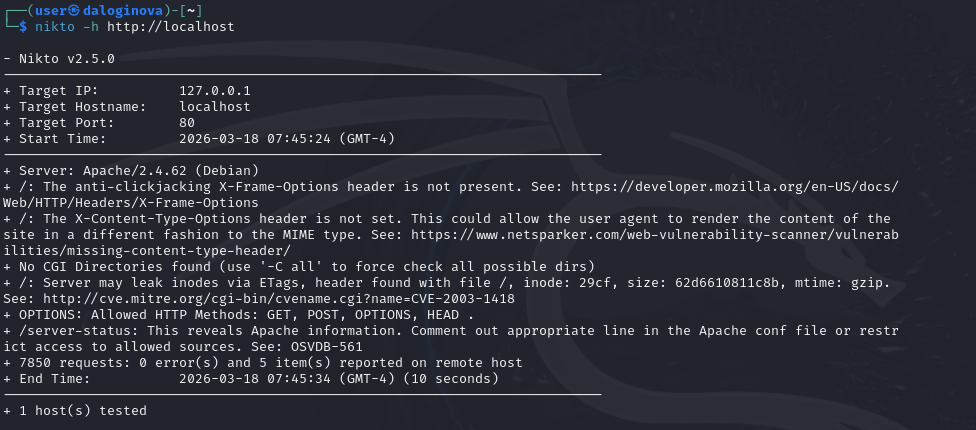 ┌──(user㉿daloginova)-[~]
└─$ nikto -h http://localhost
- Nikto v2.5.0
---------------------------------------------------------------------------
+ Target IP:          127.0.0.1
+ Target Hostname:    localhost
+ Target Port:        80
+ Start Time:         2026-03-18 07:45:24 (GMT-4)
---------------------------------------------------------------------------
+ Server: Apache/2.4.62 (Debian)
+ /: The anti-clickjacking X-Frame-Options header is not present. See: https://developer.mozilla.org/en-US/docs/
Web/HTTP/Headers/X-Frame-Options
+ /: The X-Content-Type-Options header is not set. This could allow the user agent to render the content of the
site in a different fashion to the MIME type. See: https://www.netsparker.com/web-vulnerability-scanner/vulnerab
ilities/missing-content-type-header/
+ No CGI Directories found (use '-C all' to force check all possible dirs)
+ /: Server may leak inodes via ETags, header found with file /, inode: 29cf, size: 62d6610811c8b, mtime: gzip.
See: http://cve.mitre.org/cgi-bin/cvename.cgi?name=CVE-2003-1418
+ OPTIONS: Allowed HTTP Methods: GET, POST, OPTIONS, HEAD .
+ /server-status: This reveals Apache information. Comment out appropriate line in the Apache conf file or restr
ict access to allowed sources. See: OSVDB-561
+ 7850 requests: 0 error(s) and 5 item(s) reported on remote host
+ End Time:           2026-03-18 07:45:34 (GMT-4) (10 seconds)
---------------------------------------------------------------------------
+ 1 host(s) tested